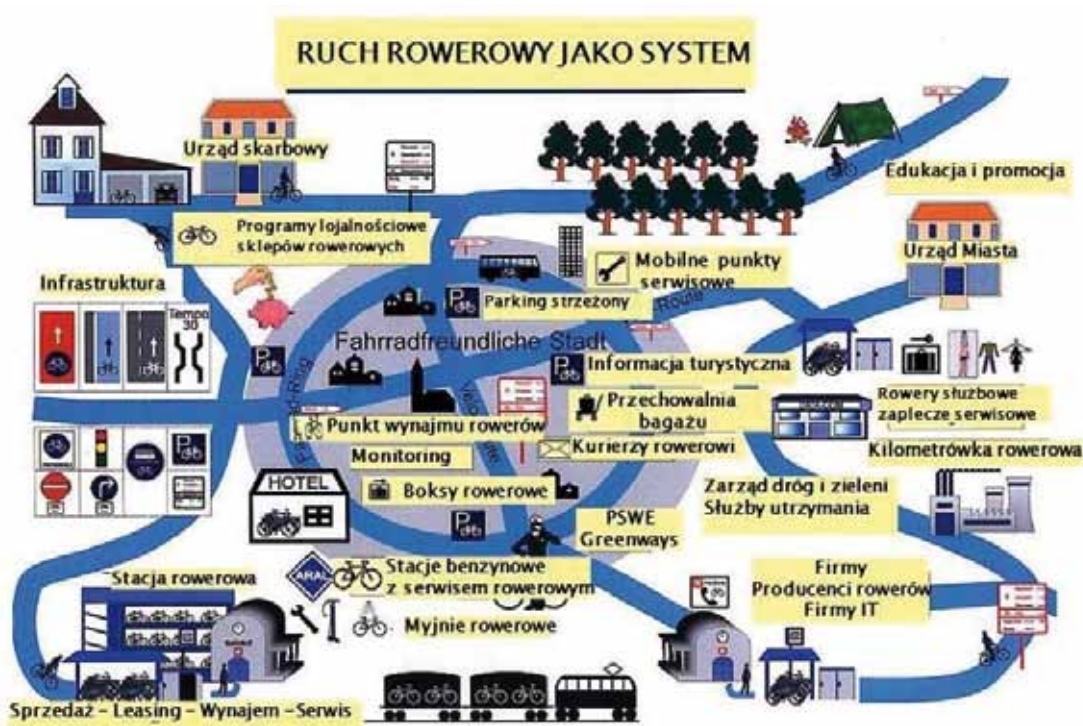 RUCH ROWEROWY JAKO SYSTEM
Urząd skarbowy
Edukacja i promocja
Programy lojalnościowe
sklepów rowerowych
Urząd Miasta
Mobilne punkty
serwisowe
Infrastruktura
Parking strzeżony
Route
Tempo
30
Fahrradfreundliche Stadt
Informacja turystyczna
Przechowalnia
bagażu
Rowery służbowe
zaplecze serwisowe
Punkt wynajmu rowerów
Kurierzy rowerowi
Kilometrówka rowerowa
Monitoring
Zarząd dróg i zieleni
Służby utrzymania
HOTEL
Boksy rowerowe
PSWE
Greenways
ARAL
Stacje benzynowe
z serwisem rowerowym
Stacja rowerowa
Firmy
Producenci rowerów
Firmy IT
Myjnie rowerowe
Sprzedaż - Leasing - Wynajem - Serwis